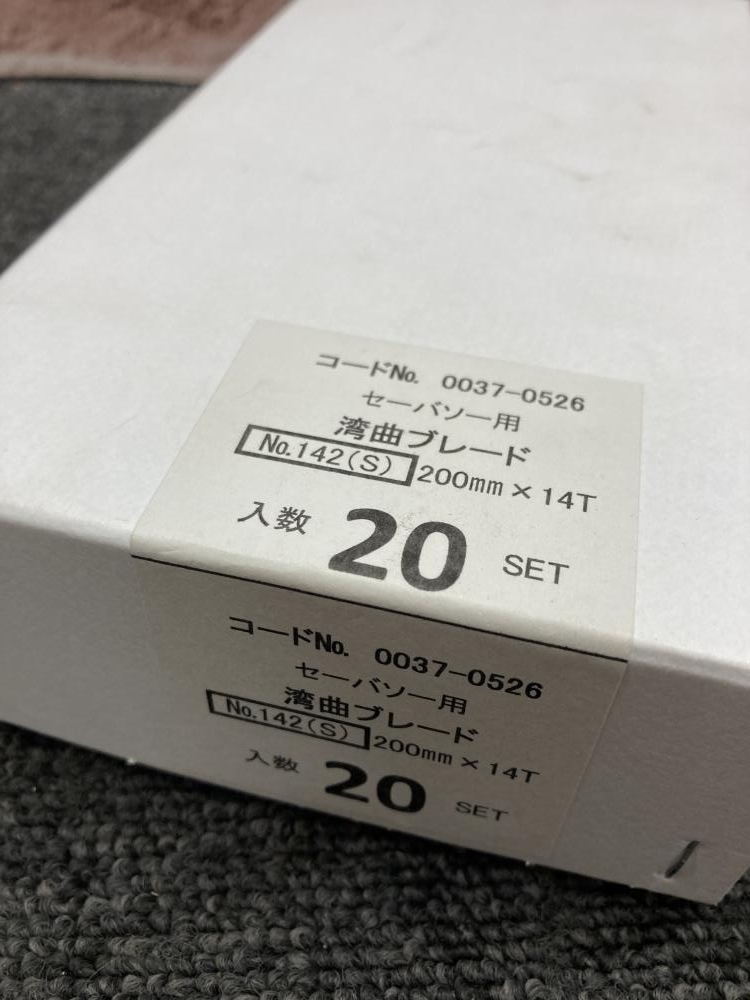 コードNo. 0037-0526
セーバソー用
湾曲ブレード
No.142(S) 200mm×14T
入数 20 SET
コードNo. 0037-0526
セーバソー用
湾曲ブレード
No.142(S) 200mm×14T
入数 20 SET